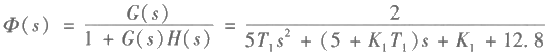 Φ(s) = G(s) / (1 + G(s)H(s)) = 2 / (5T₁s² + (5 + K₁T₁)s + K₁ + 12.8)